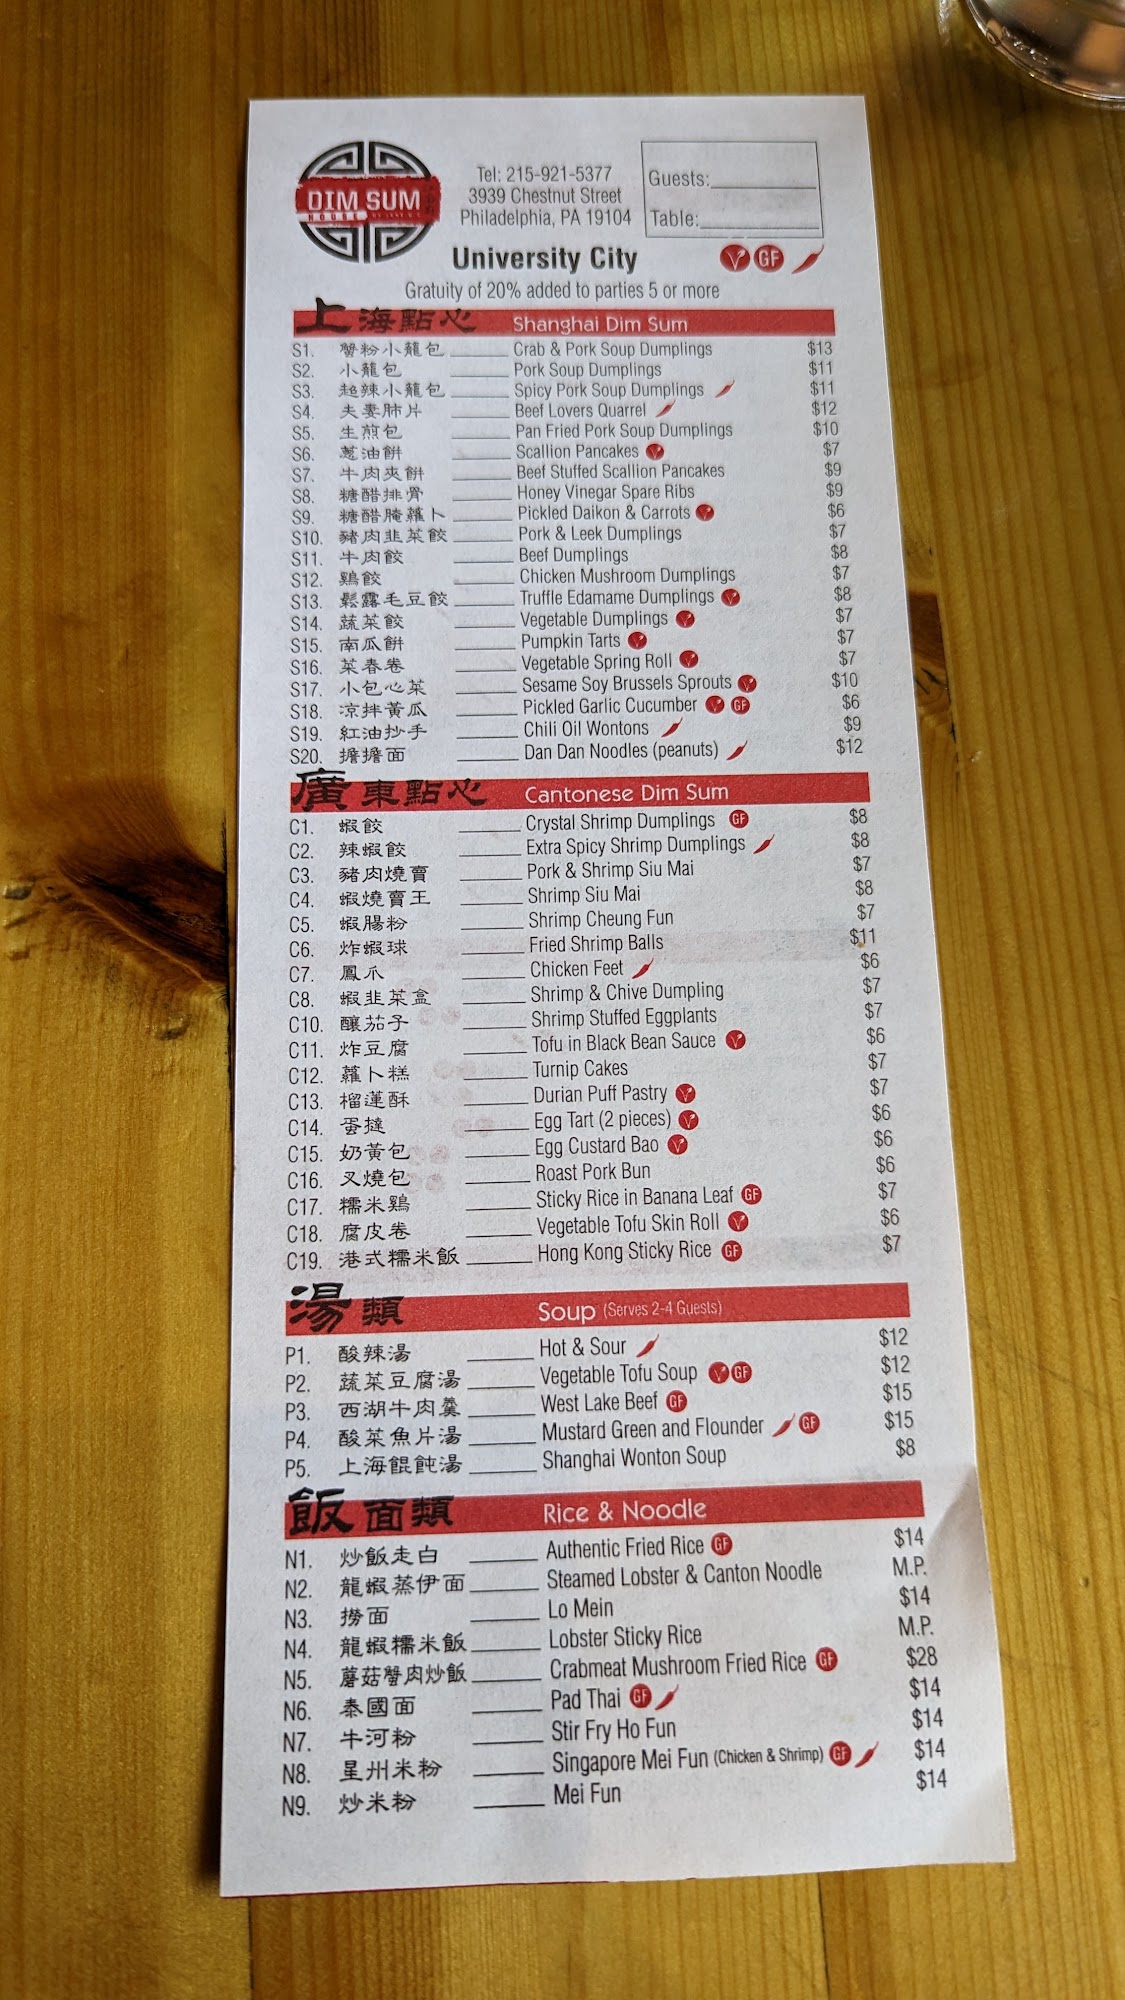 DIM SUM
HOUSE BY JANE G'S
Tel: 215-921-5377
3939 Chestnut Street
Philadelphia, PA 19104
Guests:
Table:
University City
V GF
Gratuity of 20% added to parties 5 or more
上海點心 Shanghai Dim Sum
S1. 蟹粉小籠包 Crab & Pork Soup Dumplings $13
S2. 小籠包 Pork Soup Dumplings $11
S3. 超辣小籠包 Spicy Pork Soup Dumplings $11
S4. 夫妻肺片 Beef Lovers Quarrel $12
S5. 生煎包 Pan Fried Pork Soup Dumplings $10
S6. 蔥油餅 Scallion Pancakes V $7
S7. 牛肉夾餅 Beef Stuffed Scallion Pancakes $9
S8. 糖醋排骨 Honey Vinegar Spare Ribs $9
S9. 糖醋腌蘿卜 Pickled Daikon & Carrots V $6
S10. 豬肉韭菜餃 Pork & Leek Dumplings $7
S11. 牛肉餃 Beef Dumplings $8
S12. 鷄餃 Chicken Mushroom Dumplings $7
S13. 鬆露毛豆餃 Truffle Edamame Dumplings V $8
S14. 蔬菜餃 Vegetable Dumplings V $7
S15. 南瓜餅 Pumpkin Tarts V $7
S16. 菜春卷 Vegetable Spring Roll V $7
S17. 小包心菜 Sesame Soy Brussels Sprouts V $10
S18. 凉拌黃瓜 Pickled Garlic Cucumber V GF $6
S19. 紅油抄手 Chili Oil Wontons $9
S20. 擔擔面 Dan Dan Noodles (peanuts) $12
廣東點心 Cantonese Dim Sum
C1. 蝦餃 Crystal Shrimp Dumplings GF $8
C2. 辣蝦餃 Extra Spicy Shrimp Dumplings $8
C3. 豬肉燒賣 Pork & Shrimp Siu Mai $7
C4. 蝦燒賣王 Shrimp Siu Mai $8
C5. 蝦腸粉 Shrimp Cheung Fun $7
C6. 炸蝦球 Fried Shrimp Balls $11
C7. 鳳爪 Chicken Feet $6
C8. 蝦韭菜盒 Shrimp & Chive Dumpling $7
C10. 釀茄子 Shrimp Stuffed Eggplants $7
C11. 炸豆腐 Tofu in Black Bean Sauce V $6
C12. 蘿卜糕 Turnip Cakes $7
C13. 榴蓮酥 Durian Puff Pastry V $7
C14. 蛋撻 Egg Tart (2 pieces) V $6
C15. 奶黃包 Egg Custard Bao V $6
C16. 叉燒包 Roast Pork Bun $6
C17. 糯米鷄 Sticky Rice in Banana Leaf GF $7
C18. 腐皮卷 Vegetable Tofu Skin Roll V $6
C19. 港式糯米飯 Hong Kong Sticky Rice GF $7
湯類 Soup (Serves 2-4 Guests)
P1. 酸辣湯 Hot & Sour $12
P2. 蔬菜豆腐湯 Vegetable Tofu Soup V GF $12
P3. 西湖牛肉羹 West Lake Beef GF $15
P4. 酸菜魚片湯 Mustard Green and Flounder GF $15
P5. 上海餛飩湯 Shanghai Wonton Soup $8
飯面類 Rice & Noodle
N1. 炒飯走白 Authentic Fried Rice GF $14
N2. 龍蝦蒸伊面 Steamed Lobster & Canton Noodle M.P.
N3. 撈面 Lo Mein $14
N4. 龍蝦糯米飯 Lobster Sticky Rice M.P.
N5. 蘑菇蟹肉炒飯 Crabmeat Mushroom Fried Rice GF $28
N6. 泰國面 Pad Thai GF $14
N7. 牛河粉 Stir Fry Ho Fun $14
N8. 星州米粉 Singapore Mei Fun (Chicken & Shrimp) GF $14
N9. 炒米粉 Mei Fun $14